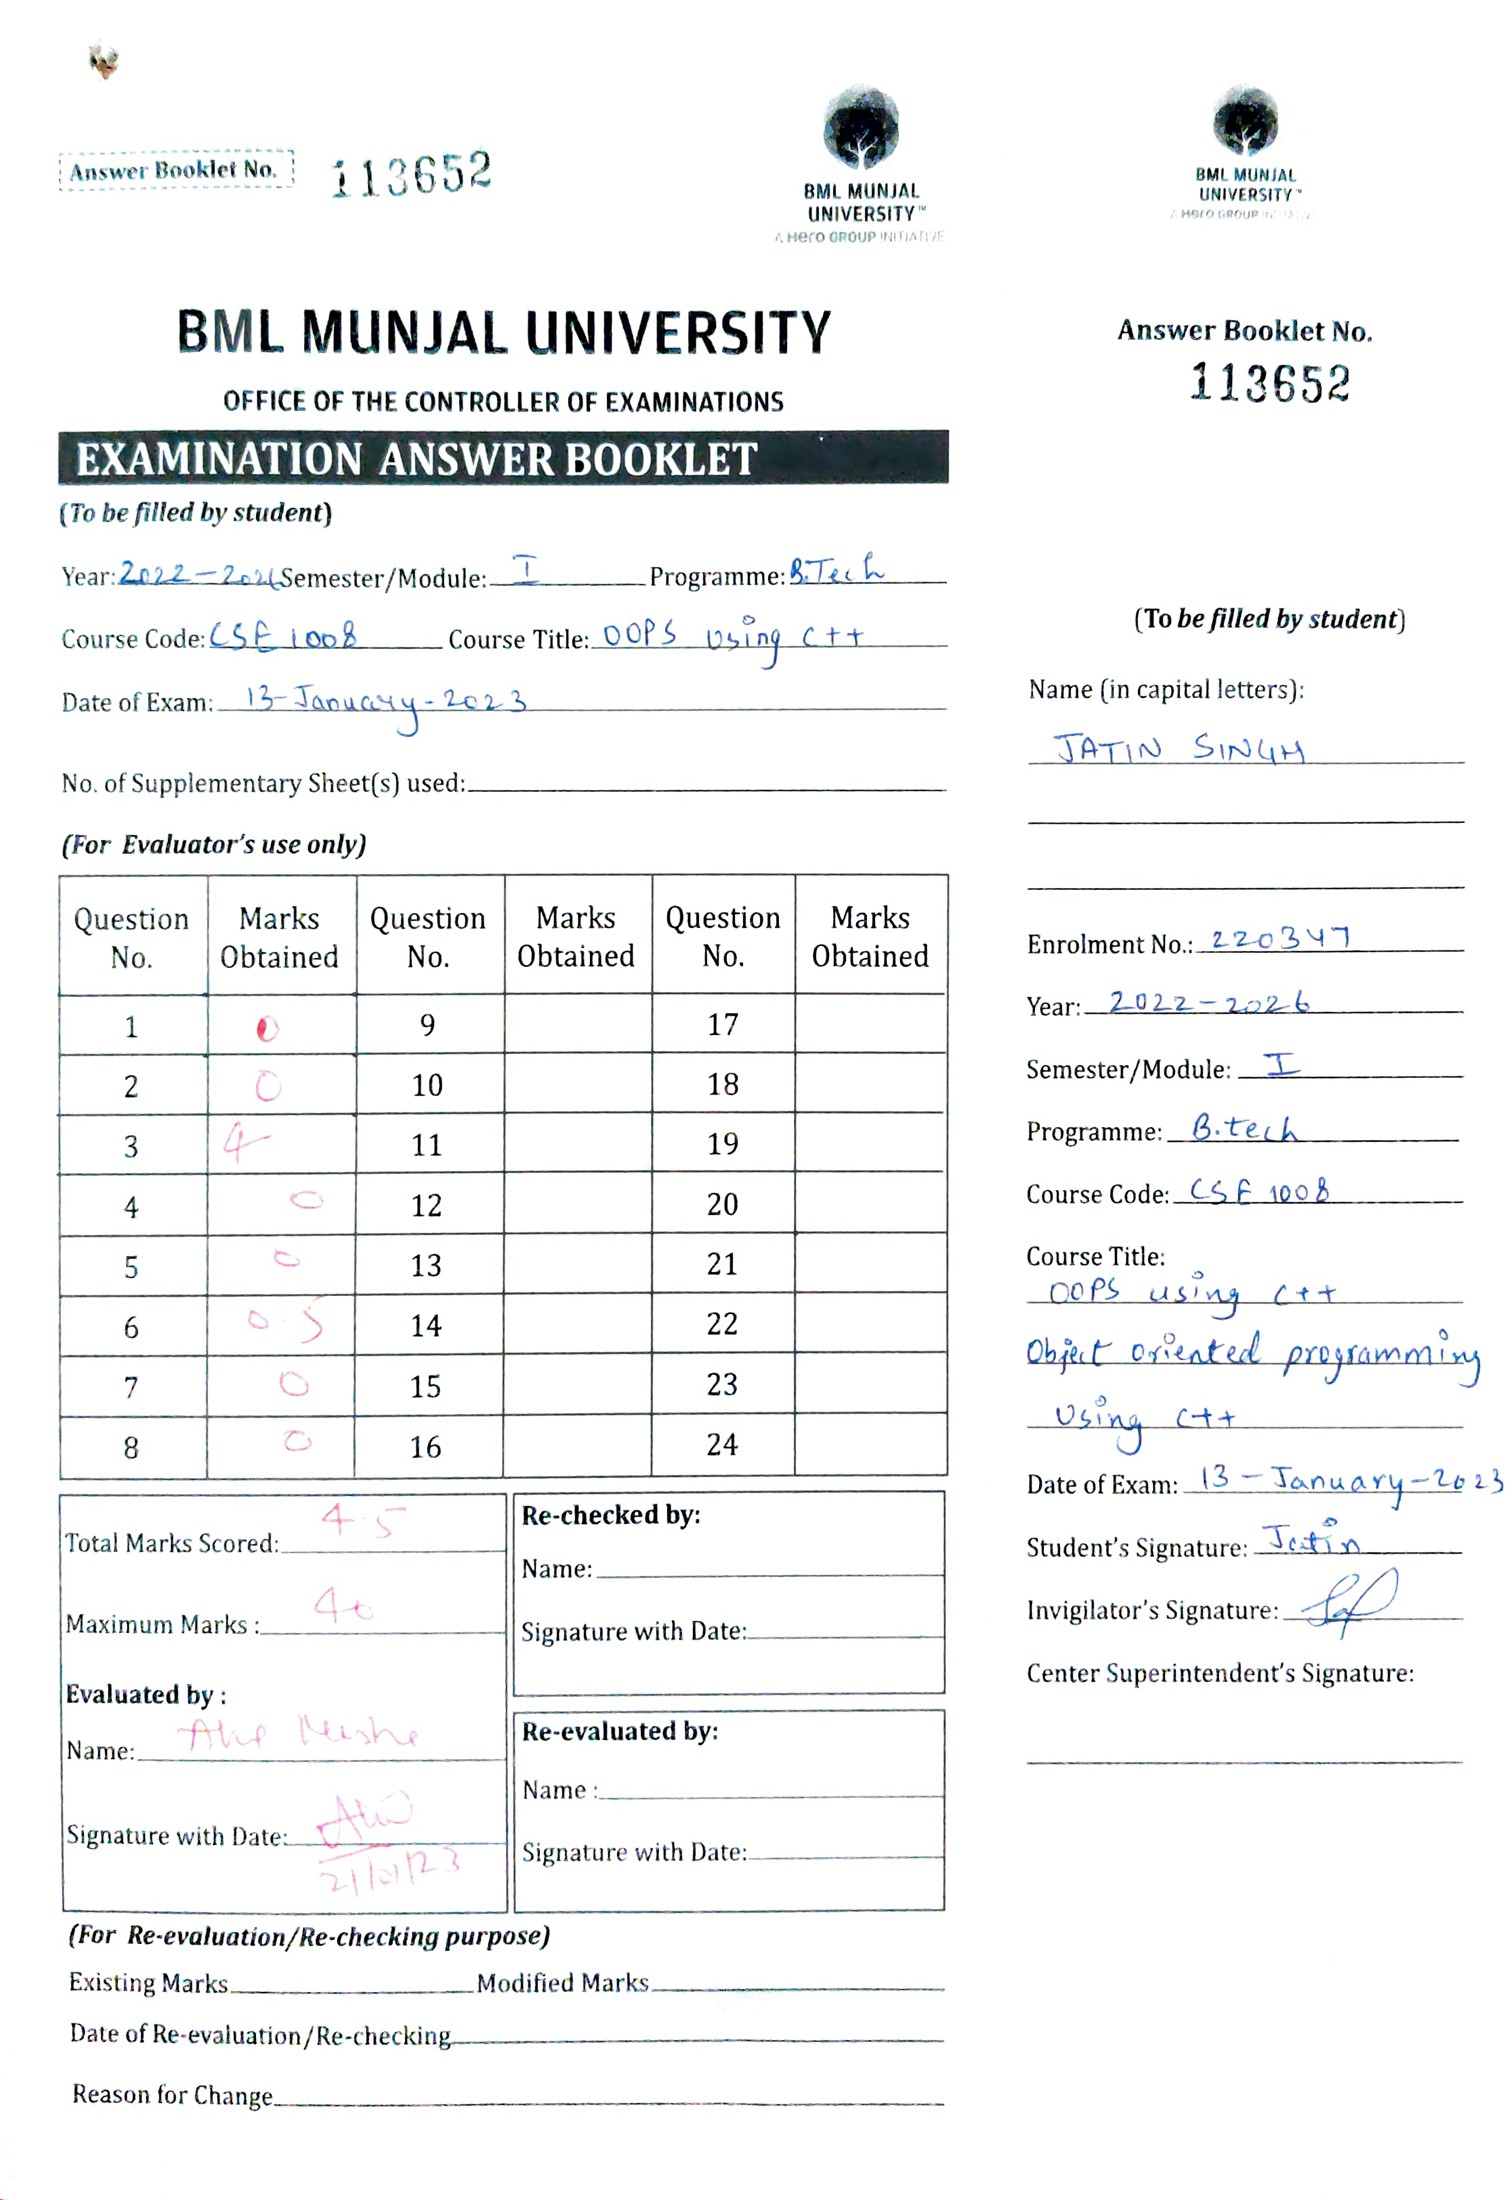 Answer Booklet No. 113652
BML MUNJAL
UNIVERSITY™
A Hero GROUP INITIATIVE
BML MUNJAL UNIVERSITY
OFFICE OF THE CONTROLLER OF EXAMINATIONS
EXAMINATION ANSWER BOOKLET
(To be filled by student)
Year: 2022-2026 Semester/Module: I Programme: B.Tech
Course Code: CSE 1008 Course Title: OOPS Using C++
Date of Exam: 13-January-2023
No. of Supplementary Sheet(s) used:
(For Evaluator's use only)
Question No. Marks Obtained Question No. Marks Obtained Question No. Marks Obtained
1 0 9 17
2 0 10 18
3 4 11 19
4 0 12 20
5 0 13 21
6 0.5 14 22
7 0 15 23
8 0 16 24
Total Marks Scored: 4.5
Maximum Marks : 40
Evaluated by :
Name:
Signature with Date: 21/01/23
Re-checked by:
Name:
Signature with Date:
Re-evaluated by:
Name :
Signature with Date:
(For Re-evaluation/Re-checking purpose)
Existing Marks Modified Marks
Date of Re-evaluation/Re-checking
Reason for Change
BML MUNJAL
UNIVERSITY™
A Hero GROUP INITIATIVE
Answer Booklet No.
113652
(To be filled by student)
Name (in capital letters):
JATIN SINGH
Enrolment No.: 220347
Year: 2022-2026
Semester/Module: I
Programme: B.tech
Course Code: CSE 1008
Course Title:
OOPS using C++
Object oriented programming
Using C++
Date of Exam: 13-January-2023
Student's Signature: Jatin
Invigilator's Signature:
Center Superintendent's Signature: